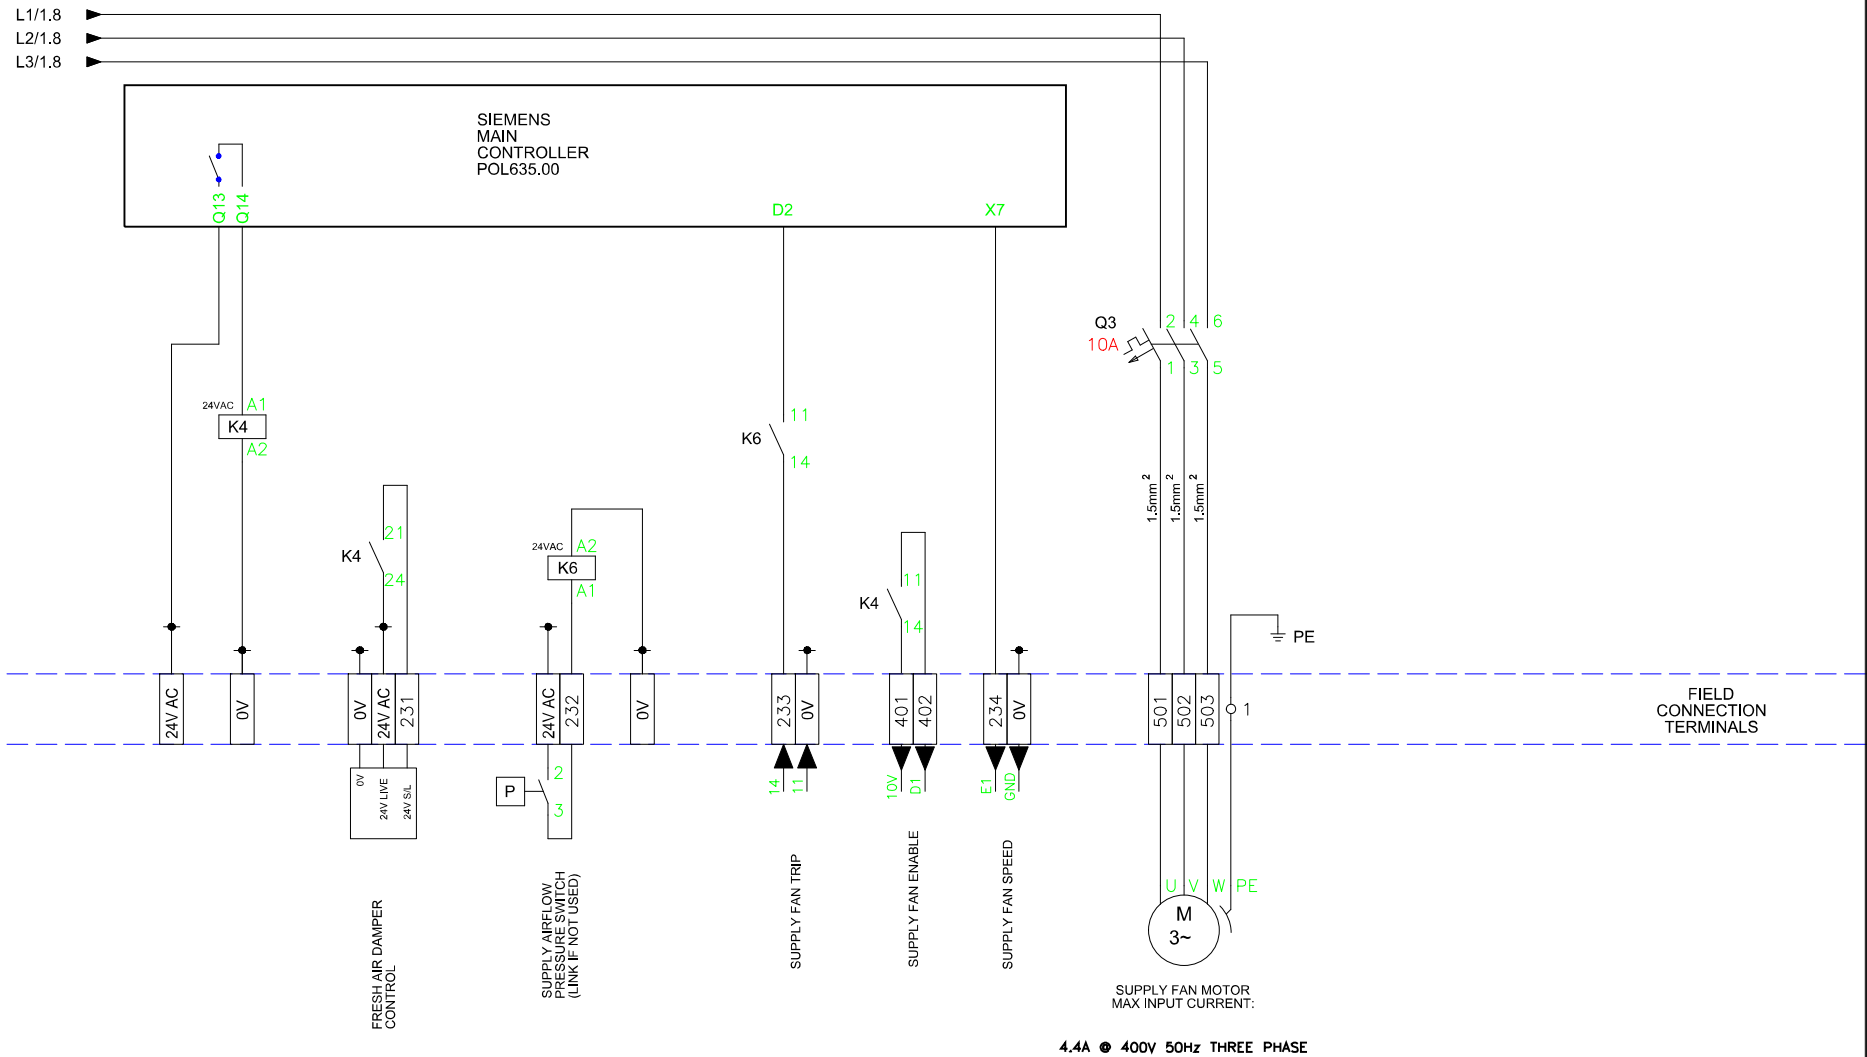 L1/1.8
L2/1.8
L3/1.8
SIEMENS
MAIN
CONTROLLER
POL635.00
Q13
Q14
D2
X7
Q3
10A
2 4 6
1 3 5
24VAC A1
K4
A2
K6
11
14
1.5mm²
1.5mm²
1.5mm²
K4
21
24
24VAC A2
K6
A1
K4
11
14
PE
24V AC
0V
0V
24V AC
231
24V AC
232
0V
233
0V
401
402
234
0V
501
502
503
1
FIELD
CONNECTION
TERMINALS
0V
24V LIVE
24V S/L
P
2
3
14
11
10V
D1
E1
GND
FRESH AIR DAMPER
CONTROL
SUPPLY AIRFLOW
PRESSURE SWITCH
(LINK IF NOT USED)
SUPPLY FAN TRIP
SUPPLY FAN ENABLE
SUPPLY FAN SPEED
U V W PE
M
3~
SUPPLY FAN MOTOR
MAX INPUT CURRENT:
4.4A @ 400V 50Hz THREE PHASE